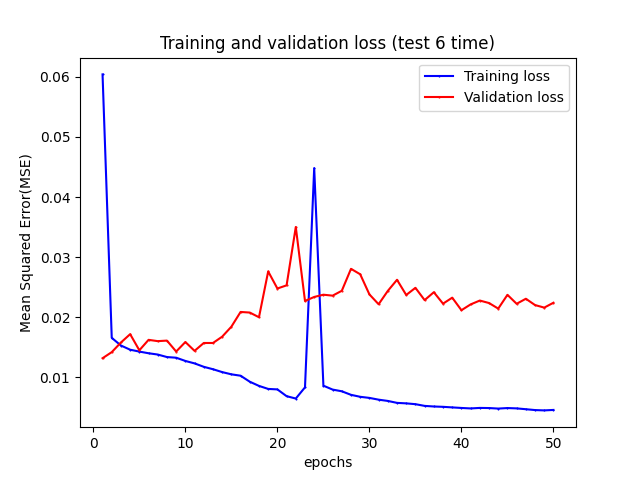 Training and validation loss (test 6 time)
Training loss
Validation loss
Mean Squared Error(MSE)
0.06
0.05
0.04
0.03
0.02
0.01
0
10
20
30
40
50
epochs